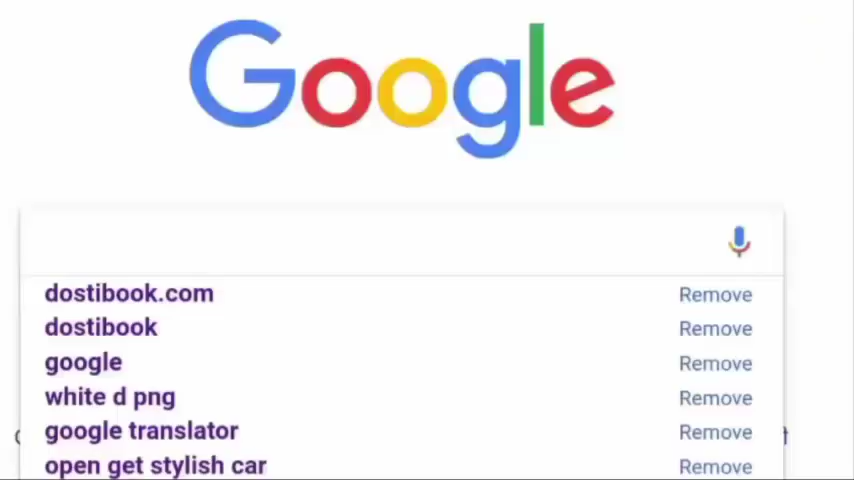 Google
dostibook.com Remove
dostibook Remove
google Remove
white d png Remove
google translator Remove
open get stylish car Remove